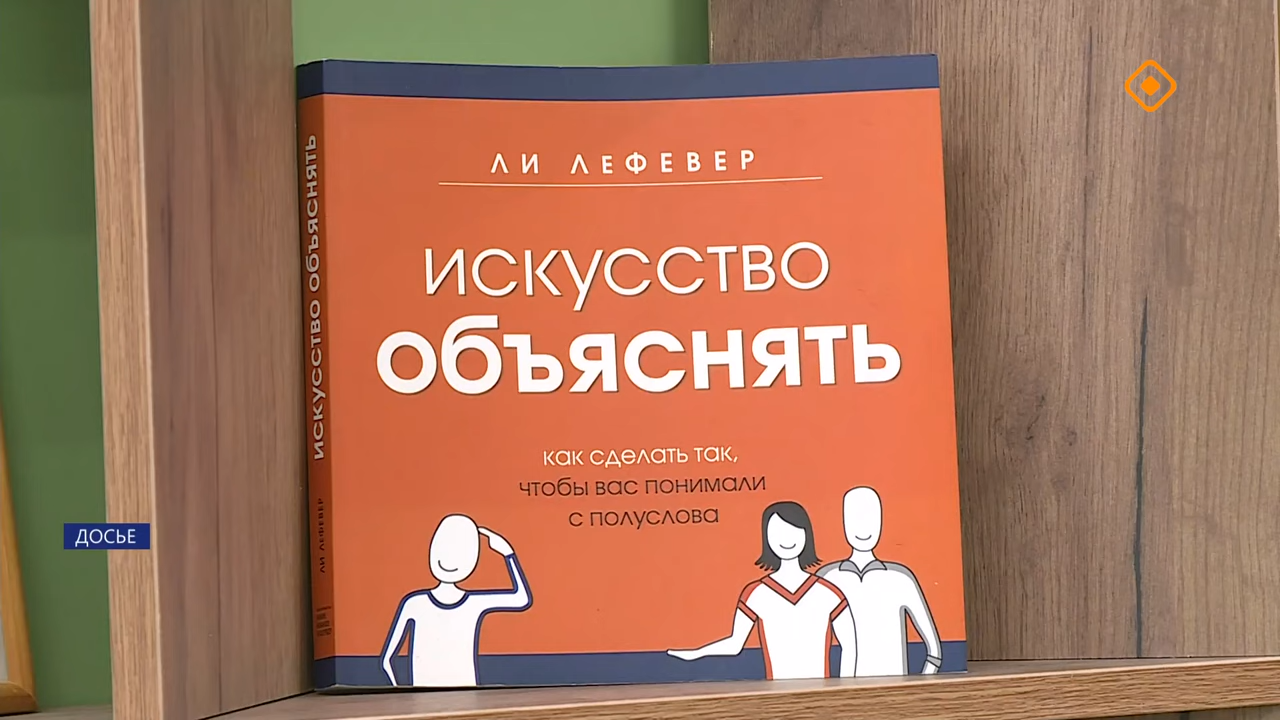 ЛИ ЛЕФЕВЕР
ИСКУССТВО
ОБЪЯСНЯТЬ
как сделать так,
чтобы вас понимали
с полуслова
ИСКУССТВО ОБЪЯСНЯТЬ
ЛИ ЛЕФЕВЕР
ДОСЬЕ